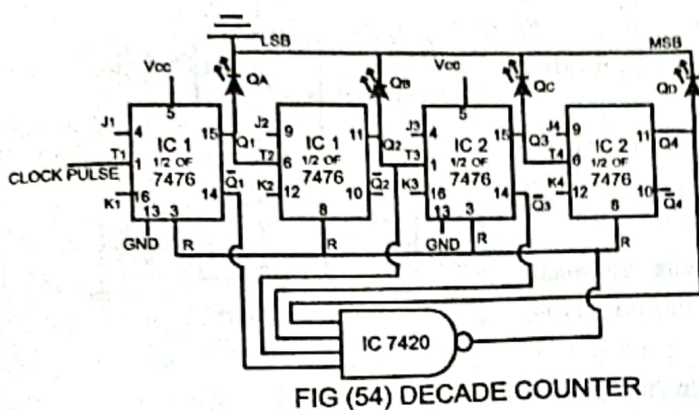 LSB
MSB
Vcc
QA
QB
Vcc
QC
QD
J1
4
5
15
Q1
J2
9
11
Q2
J3
4
5
15
Q3
J4
9
11
Q4
IC 1
1/2 OF
7476
IC 1
1/2 OF
7476
IC 2
1/2 OF
7476
IC 2
1/2 OF
7476
CLOCK PULSE
T1
1
T2
6
T3
1
T4
6
K1
16
14
Q̅1
K2
12
10
Q̅2
K3
16
14
Q̅3
K4
12
10
Q̅4
13
3
8
13
3
GND
R
R
GND
R
R
IC 7420
FIG (54) DECADE COUNTER